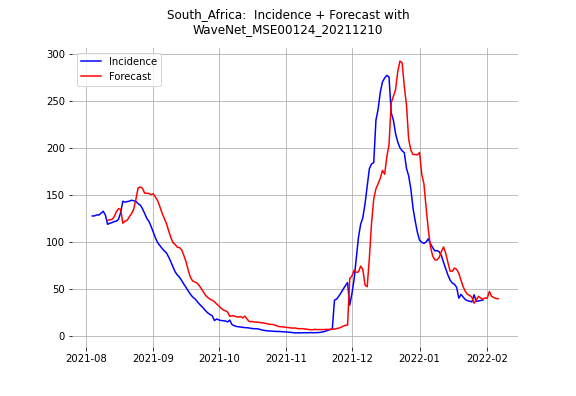 South_Africa:  Incidence + Forecast with
WaveNet_MSE00124_20211210
Incidence
Forecast
300
250
200
150
100
50
0
2021-08 2021-09 2021-10 2021-11 2021-12 2022-01 2022-02